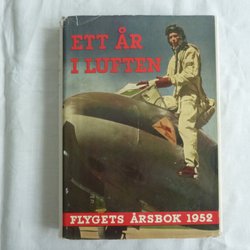 ETT ÅR
I LUFTEN
FLYGETS ÅRSBOK 1952